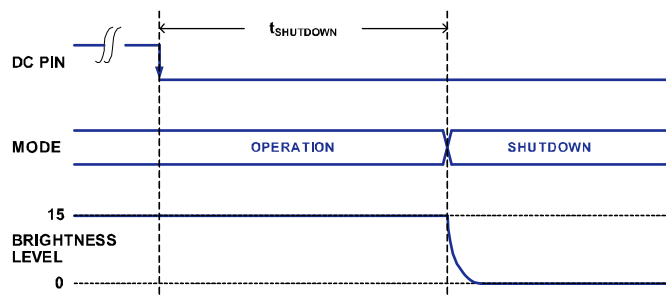 tSHUTDOWN
DC PIN
MODE
OPERATION
SHUTDOWN
15
BRIGHTNESS
LEVEL
0